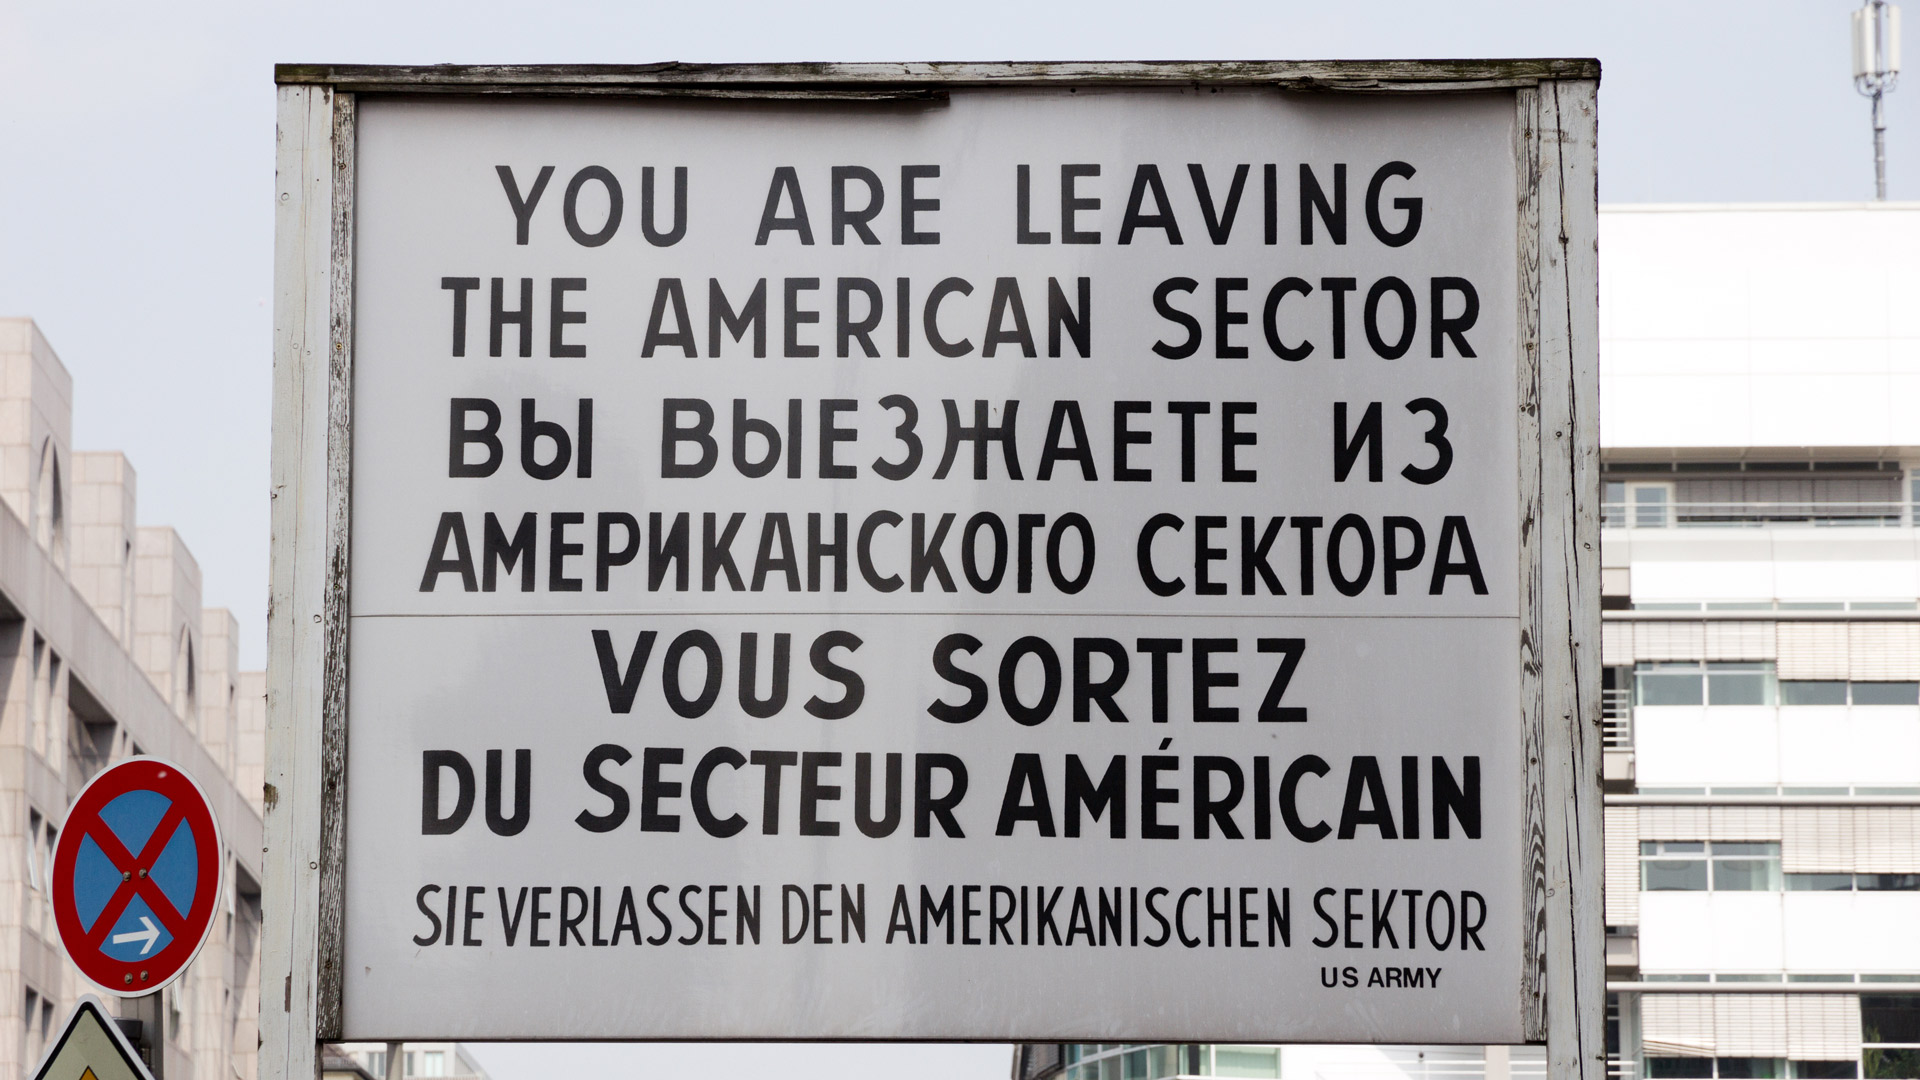 YOU ARE LEAVING
THE AMERICAN SECTOR
ВЫ ВЫЕЗЖАЕТЕ ИЗ
АМЕРИКАНСКОГО СЕКТОРА
VOUS SORTEZ
DU SECTEUR AMÉRICAIN
SIE VERLASSEN DEN AMERIKANISCHEN SEKTOR
US ARMY